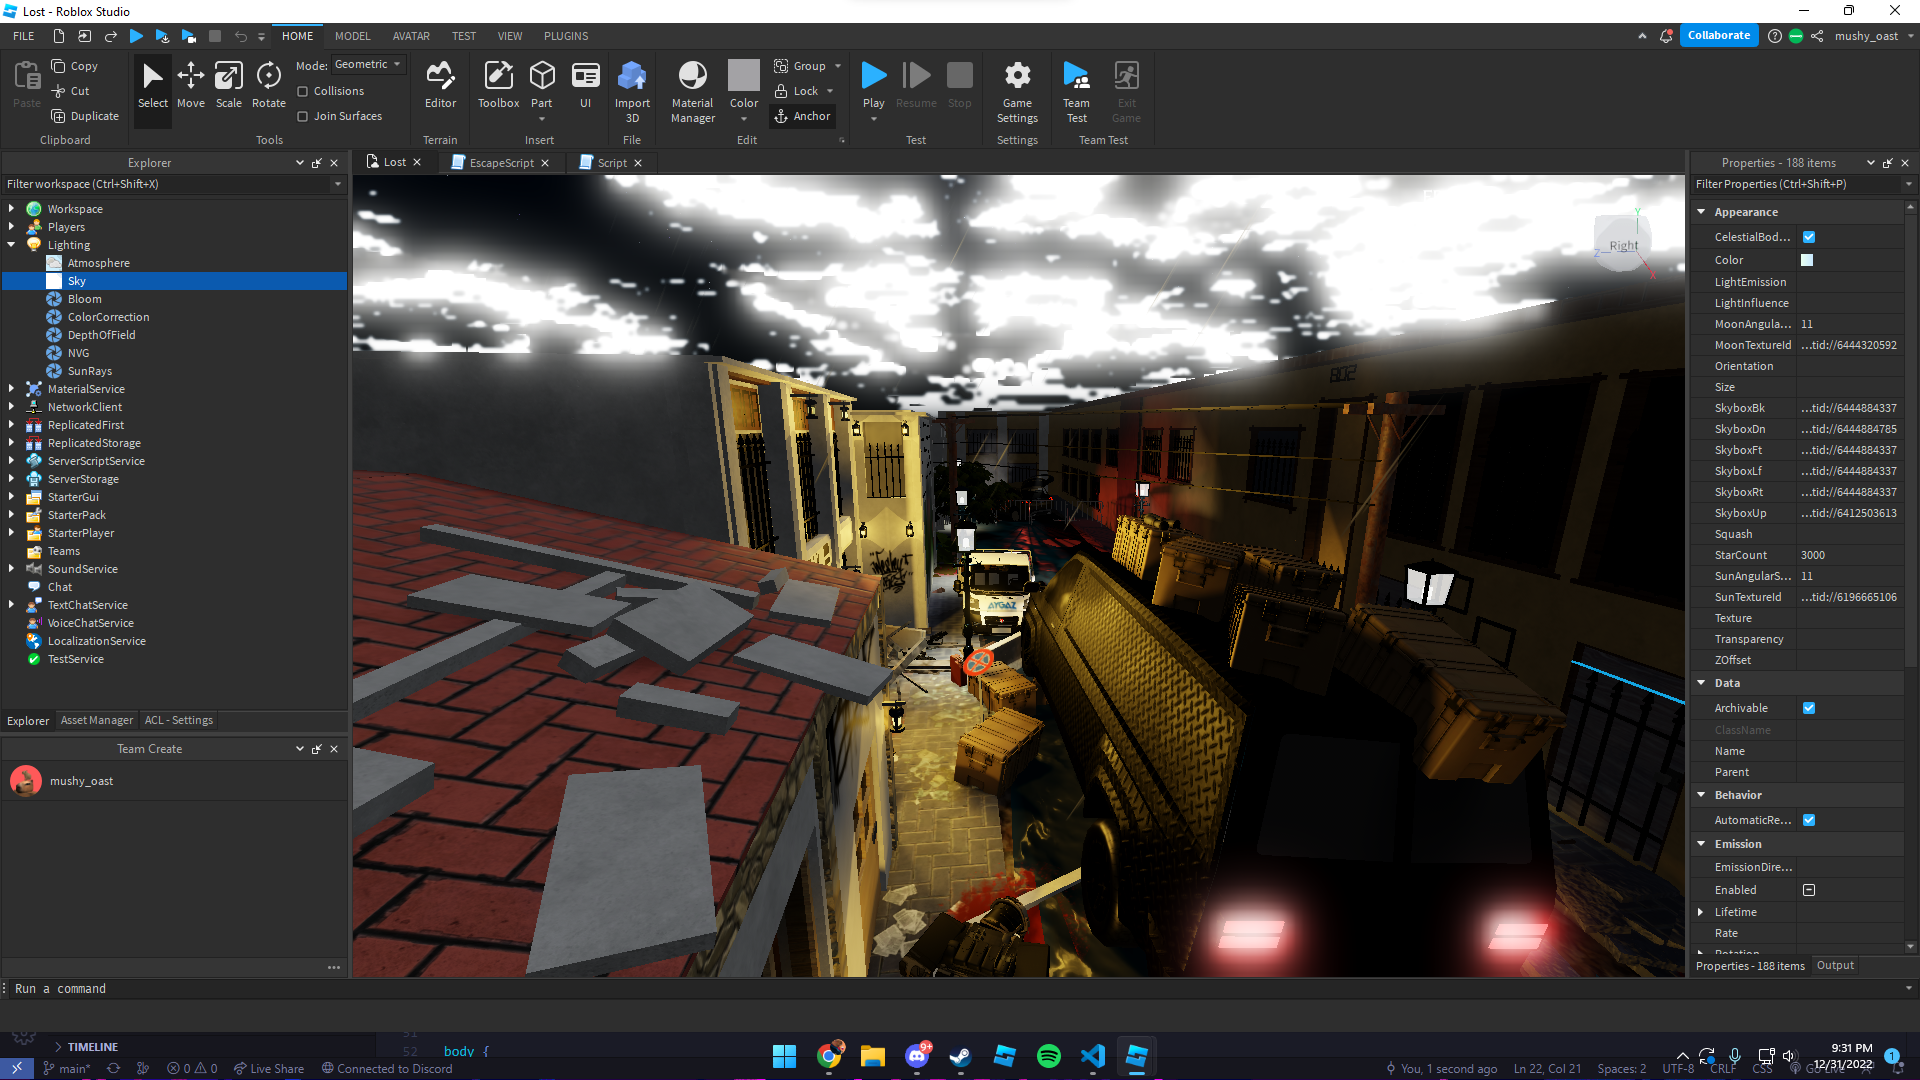 Lost - Roblox Studio
FILE
HOME
MODEL
AVATAR
TEST
VIEW
PLUGINS
Collaborate
mushy_oast
Paste
Copy
Cut
Duplicate
Clipboard
Select
Move
Scale
Rotate
Mode: Geometric
Collisions
Join Surfaces
Tools
Editor
Terrain
Toolbox
Part
UI
Insert
Import
3D
File
Material
Manager
Color
Group
Lock
Anchor
Edit
Play
Resume
Stop
Test
Game
Settings
Settings
Team
Test
Exit
Game
Team Test
Explorer
Filter workspace (Ctrl+Shift+X)
Workspace
Players
Lighting
Atmosphere
Sky
Bloom
ColorCorrection
DepthOfField
NVG
SunRays
MaterialService
NetworkClient
ReplicatedFirst
ReplicatedStorage
ServerScriptService
ServerStorage
StarterGui
StarterPack
StarterPlayer
Teams
SoundService
Chat
TextChatService
VoiceChatService
LocalizationService
TestService
Explorer
Asset Manager
ACL - Settings
Team Create
mushy_oast
Lost
EscapeScript
Script
Y
Z
Right
X
802
AYGAZ
Properties - 188 items
Filter Properties (Ctrl+Shift+P)
Appearance
CelestialBod...
Color
LightEmission
LightInfluence
MoonAngula... 11
MoonTextureId ...tid://6444320592
Orientation
Size
SkyboxBk ...tid://6444884337
SkyboxDn ...tid://6444884785
SkyboxFt ...tid://6444884337
SkyboxLf ...tid://6444884337
SkyboxRt ...tid://6444884337
SkyboxUp ...tid://6412503613
Squash
StarCount 3000
SunAngularS... 11
SunTextureId ...tid://6196665106
Texture
Transparency
ZOffset
Data
Archivable
ClassName
Name
Parent
Behavior
AutomaticRe...
Emission
EmissionDire...
Enabled
Lifetime
Rate
Rotation
Properties - 188 items
Output
Run a command
TIMELINE
51
52 body {
main*
0 0
Live Share
Connected to Discord
9+
You, 1 second ago
Ln 22, Col 21
Spaces: 2
UTF-8
CRLF
CSS
Go Live
9:31 PM
12/31/2022
1